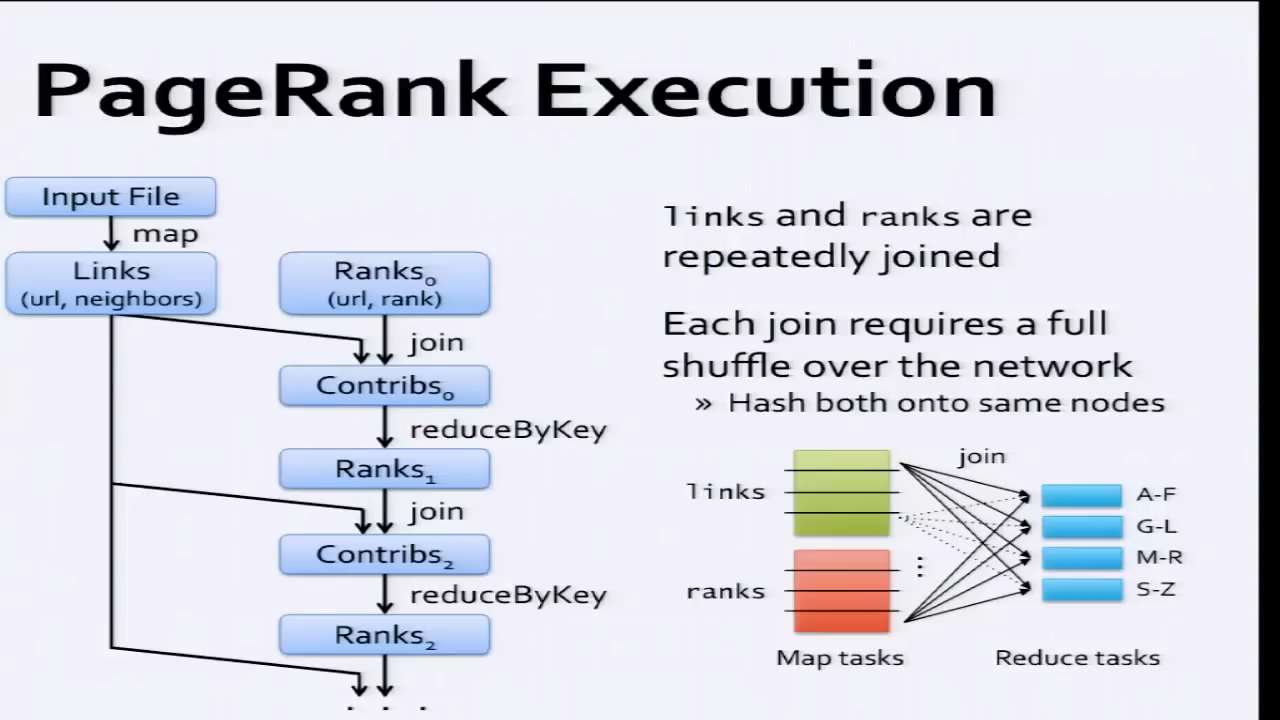 PageRank Execution
Input File
map
Links
(url, neighbors)
Ranks₀
(url, rank)
join
Contribs₀
reduceByKey
Ranks₁
join
Contribs₂
reduceByKey
Ranks₂
. . .
links and ranks are
repeatedly joined
Each join requires a full
shuffle over the network
» Hash both onto same nodes
join
links
ranks
A-F
G-L
M-R
S-Z
Map tasks
Reduce tasks